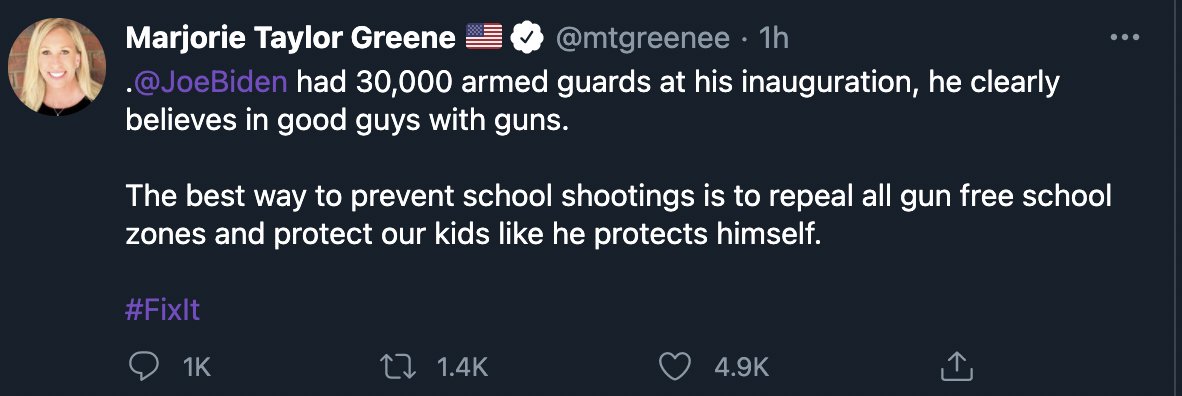 Marjorie Taylor Greene 🇺🇸 @mtgreenee · 1h
.@JoeBiden had 30,000 armed guards at his inauguration, he clearly
believes in good guys with guns.
The best way to prevent school shootings is to repeal all gun free school
zones and protect our kids like he protects himself.
#FixIt
1K 1.4K 4.9K